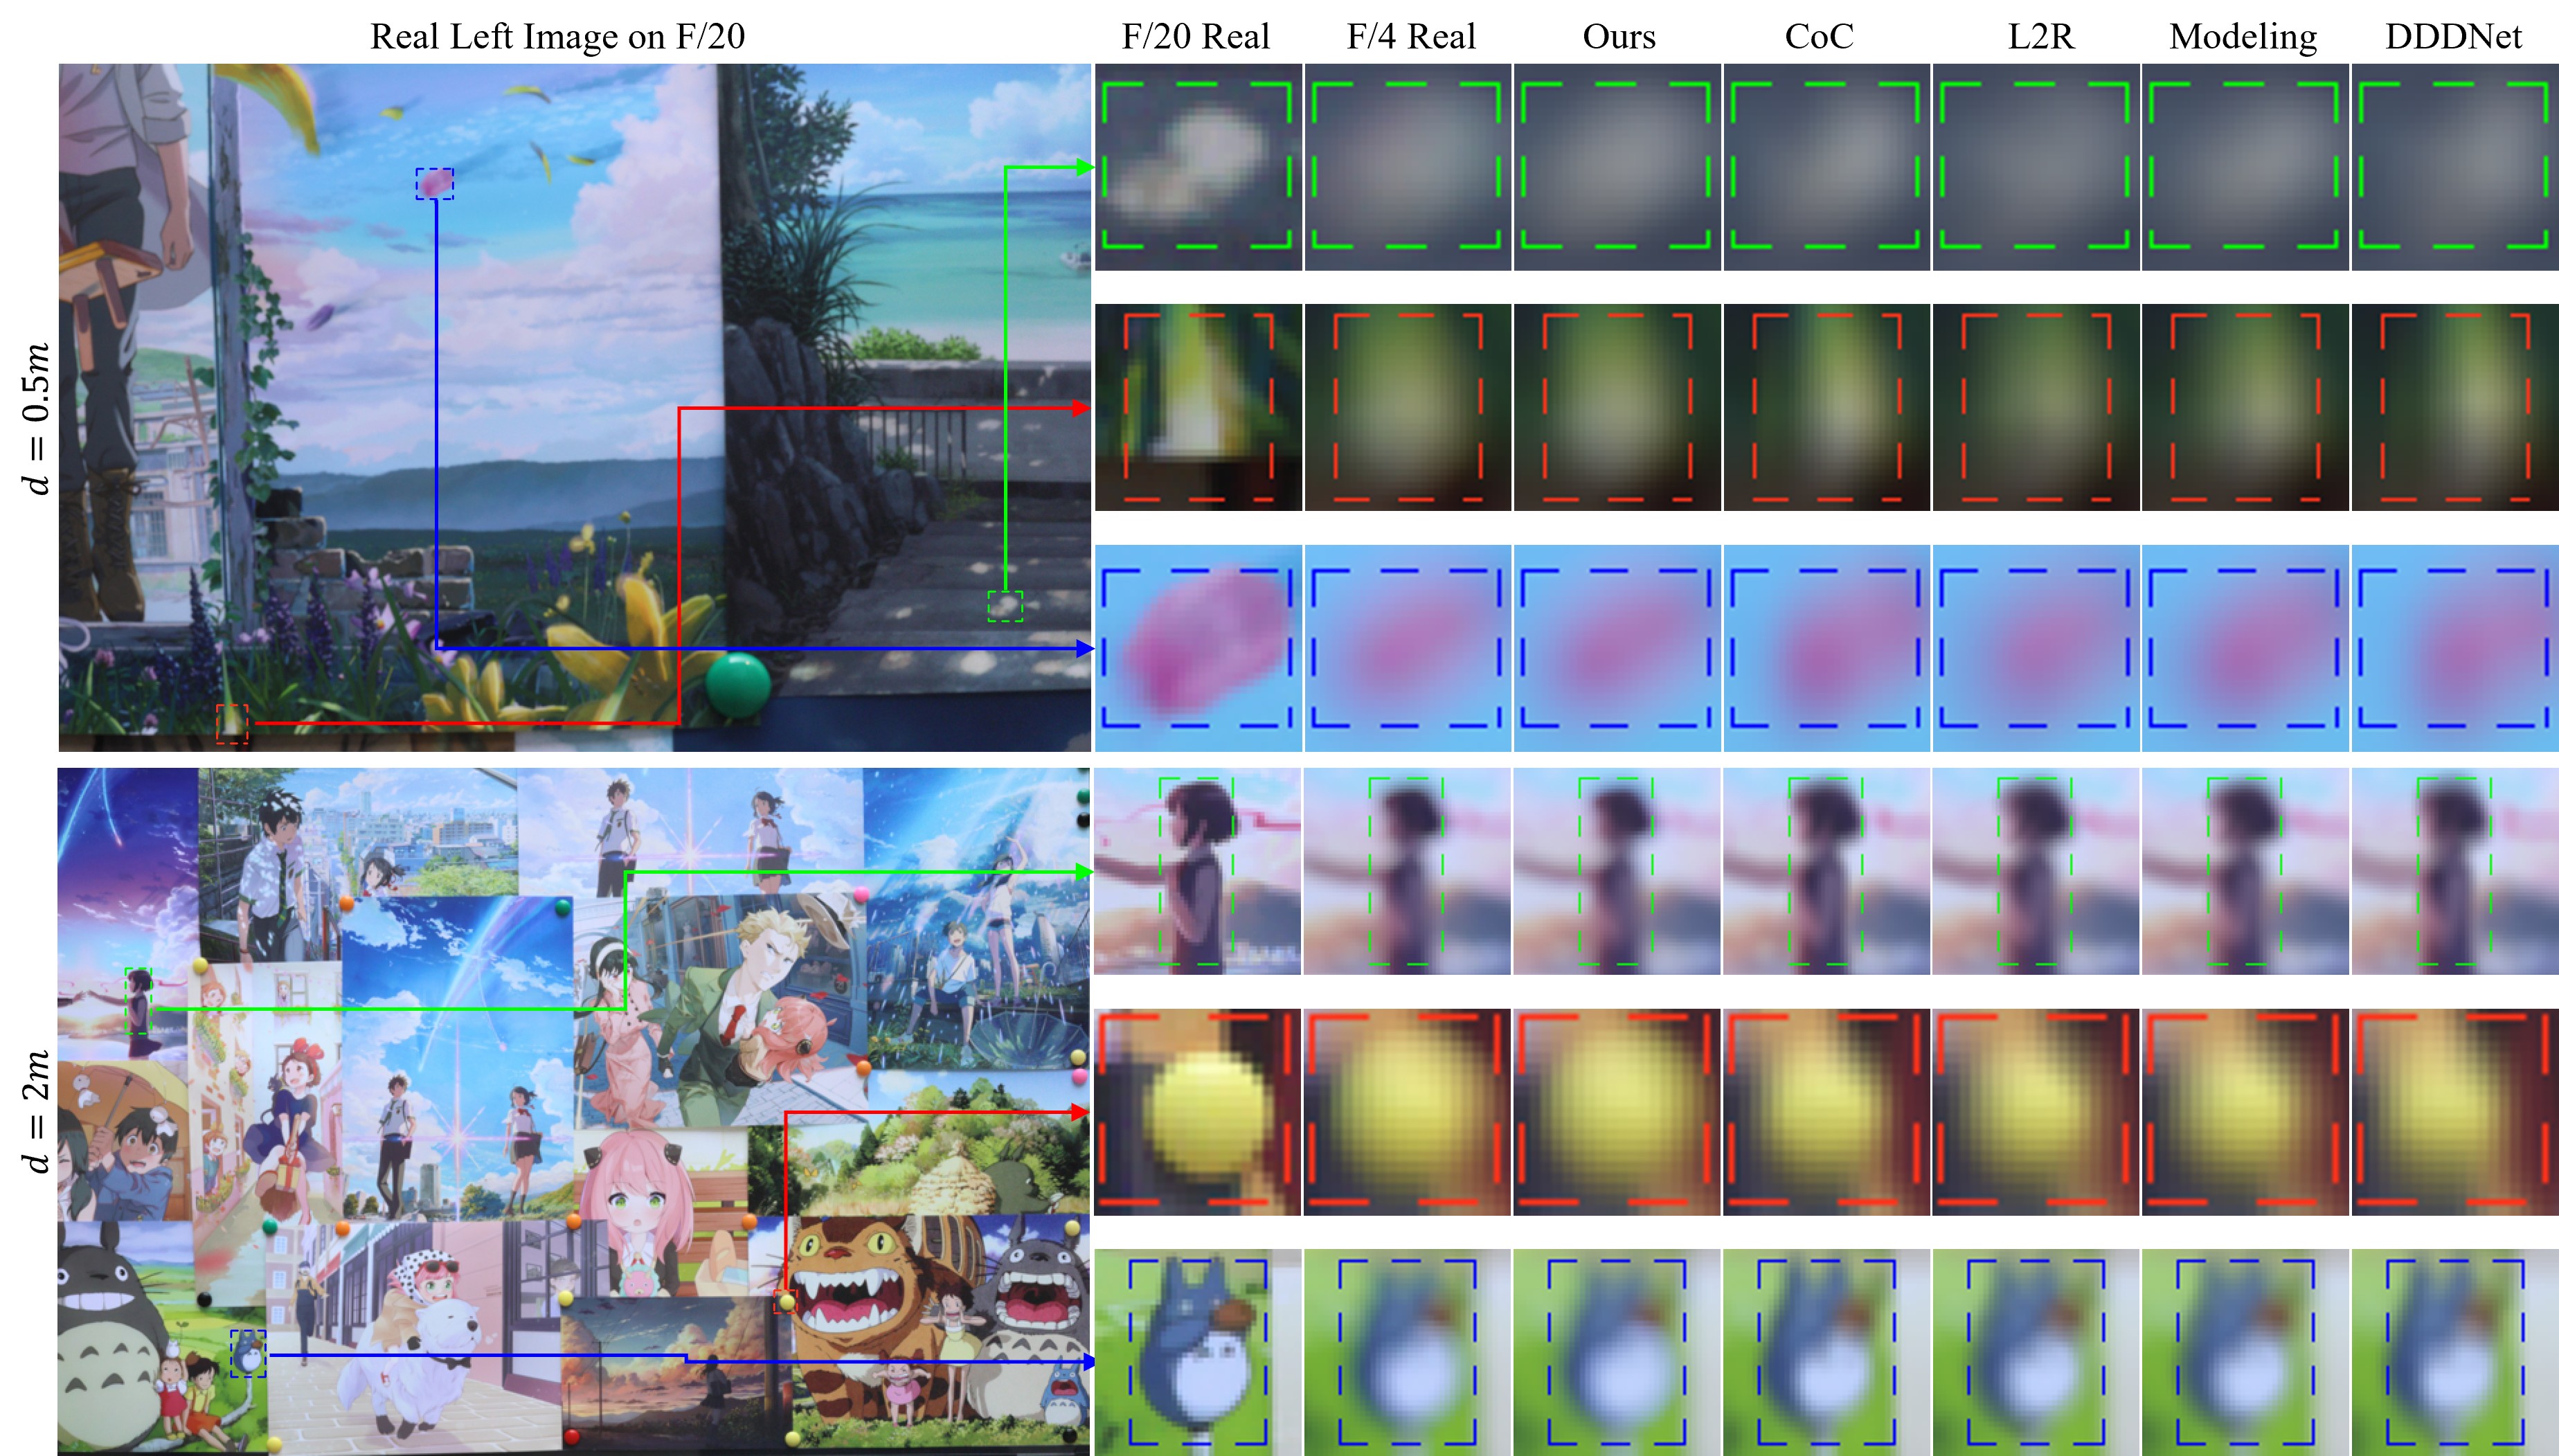 Real Left Image on F/20
F/20 Real
F/4 Real
Ours
CoC
L2R
Modeling
DDDNet
d = 0.5m
d = 2m